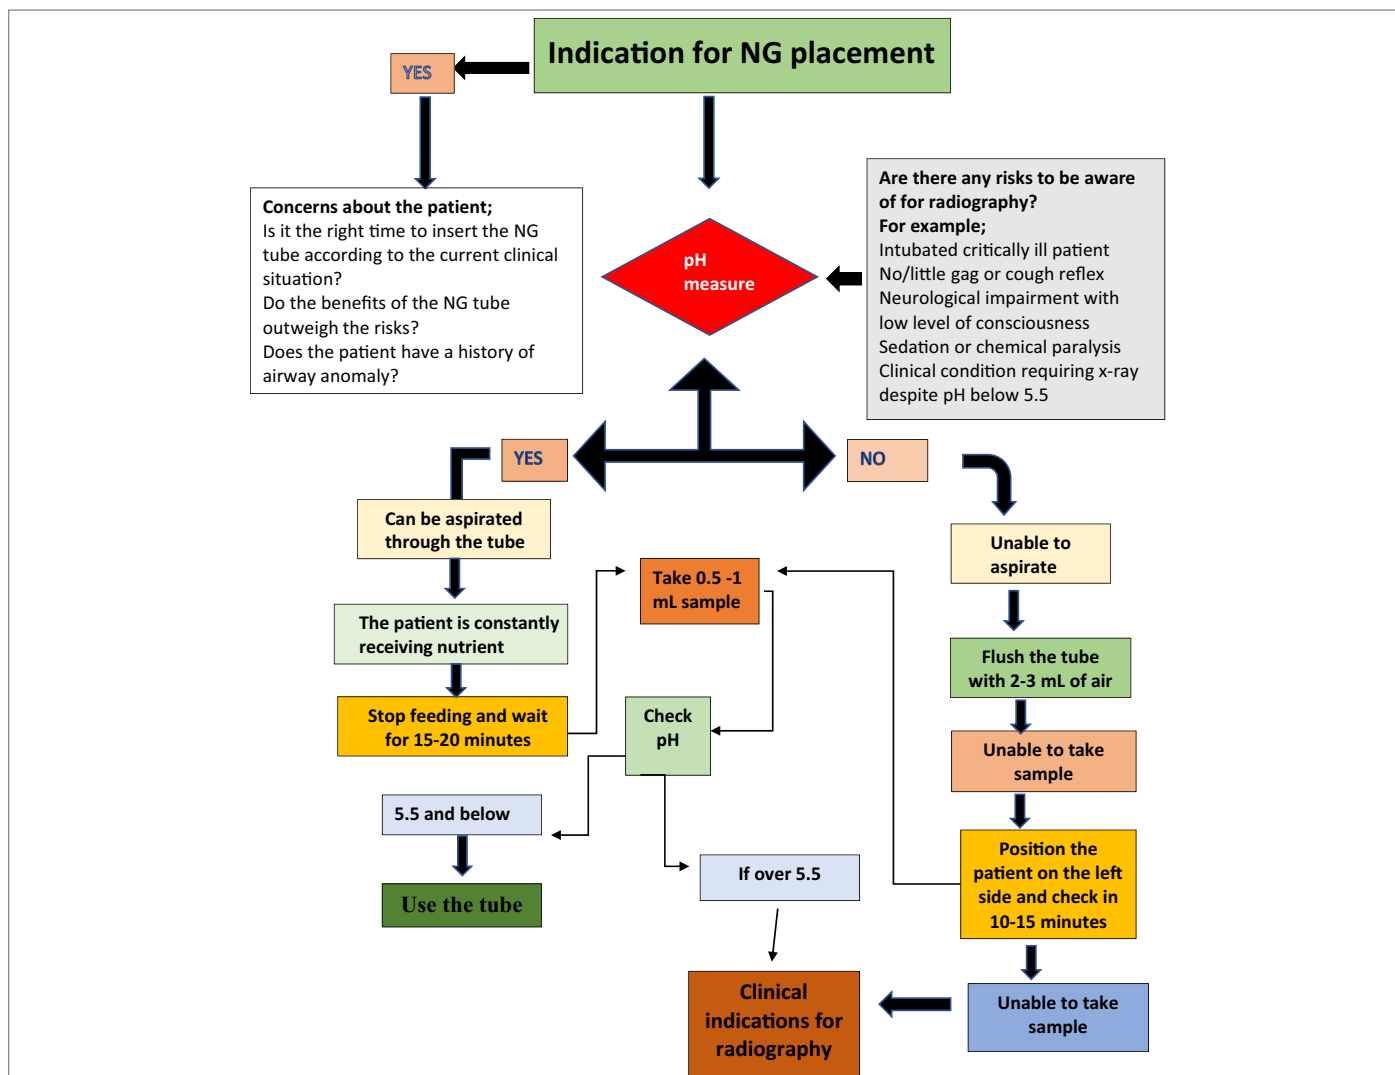 Indication for NG placement
YES
Concerns about the patient;
Is it the right time to insert the NG
tube according to the current clinical
situation?
Do the benefits of the NG tube
outweigh the risks?
Does the patient have a history of
airway anomaly?
pH
measure
Are there any risks to be aware
of for radiography?
For example;
Intubated critically ill patient
No/little gag or cough reflex
Neurological impairment with
low level of consciousness
Sedation or chemical paralysis
Clinical condition requiring x-ray
despite pH below 5.5
YES
NO
Can be aspirated
through the tube
The patient is constantly
receiving nutrient
Stop feeding and wait
for 15-20 minutes
Take 0.5 -1
mL sample
Check
pH
5.5 and below
Use the tube
If over 5.5
Unable to
aspirate
Flush the tube
with 2-3 mL of air
Unable to take
sample
Position the
patient on the left
side and check in
10-15 minutes
Unable to take
sample
Clinical
indications for
radiography